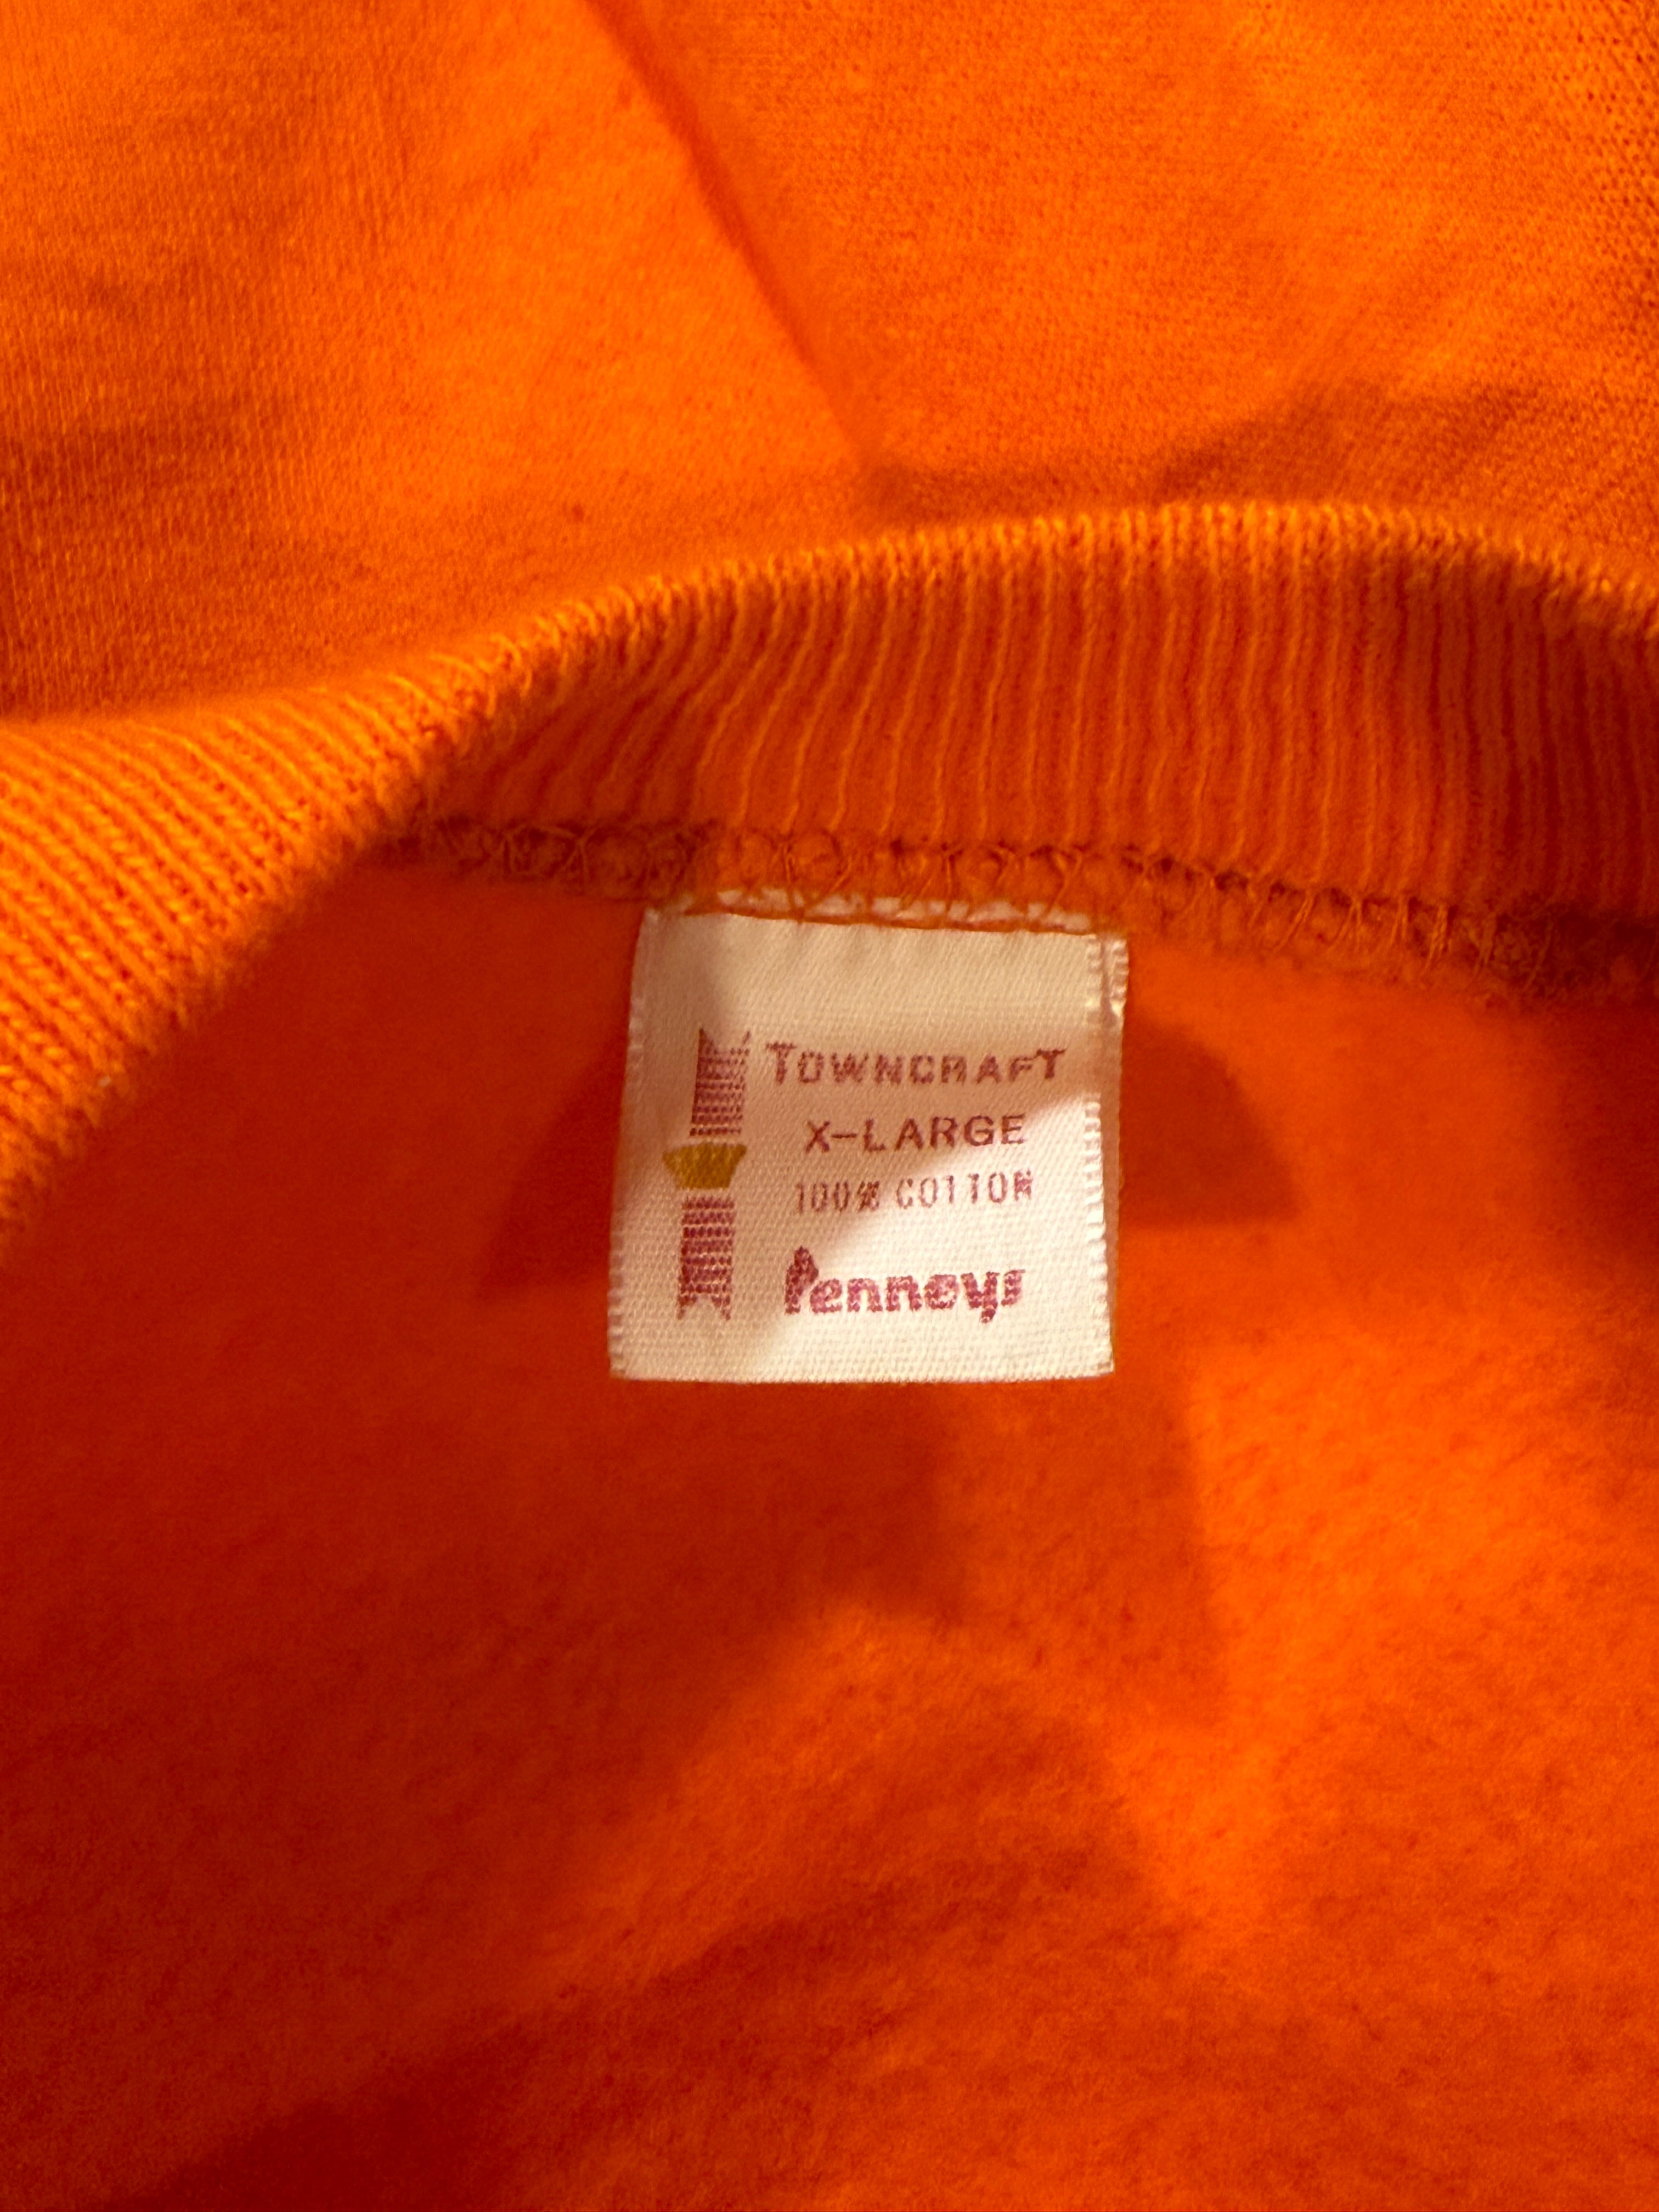 TOWNCRAFT
X-LARGE
100% COTTON
Penneys